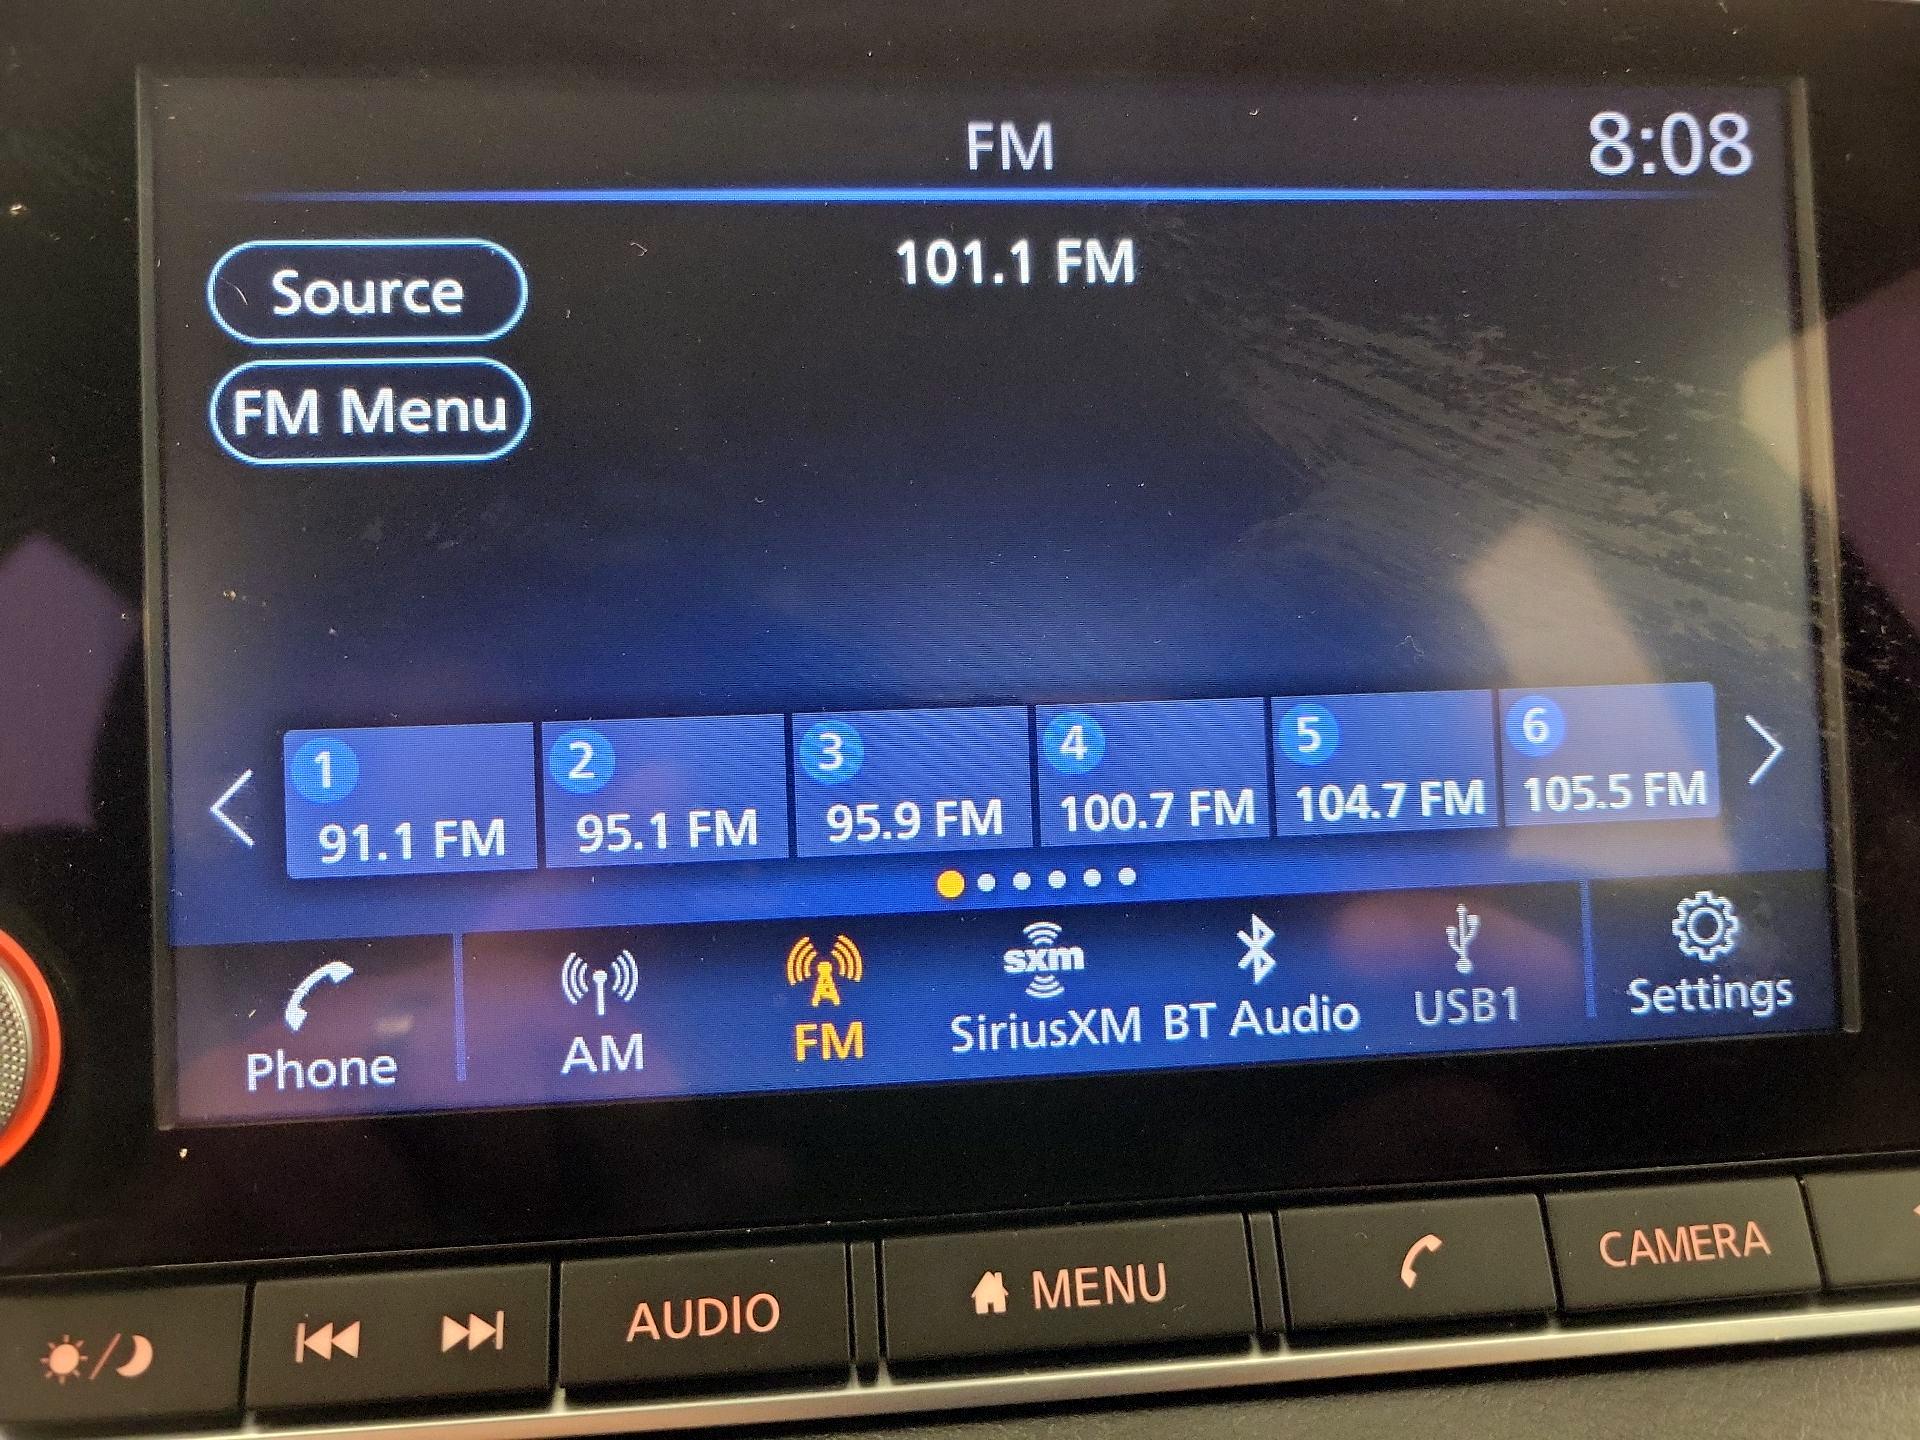 FM
8:08
101.1 FM
Source
FM Menu
1
2
3
4
5
6
91.1 FM
95.1 FM
95.9 FM
100.7 FM
104.7 FM
105.5 FM
sxm
Phone
AM
FM
SiriusXM
BT Audio
USB1
Settings
AUDIO
MENU
CAMERA